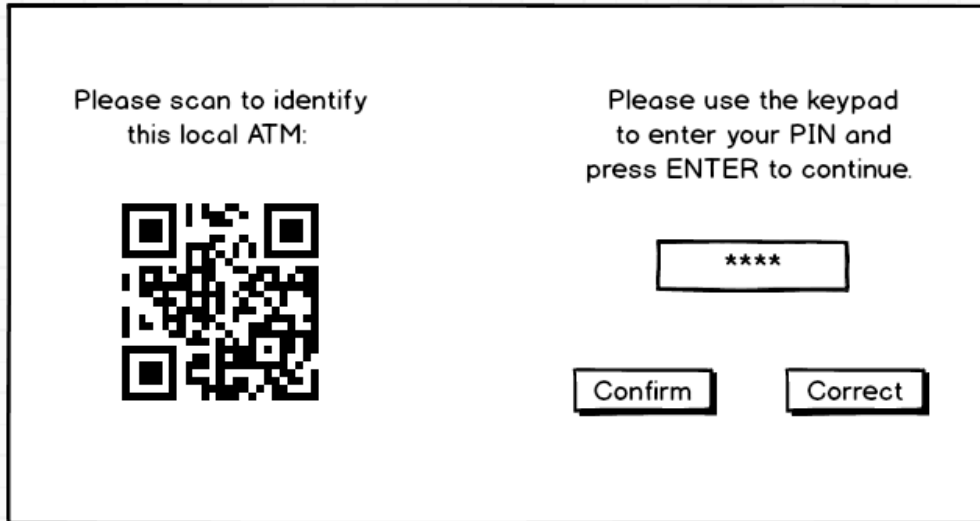 Please scan to identify
this local ATM:
Please use the keypad
to enter your PIN and
press ENTER to continue.
****
Confirm
Correct